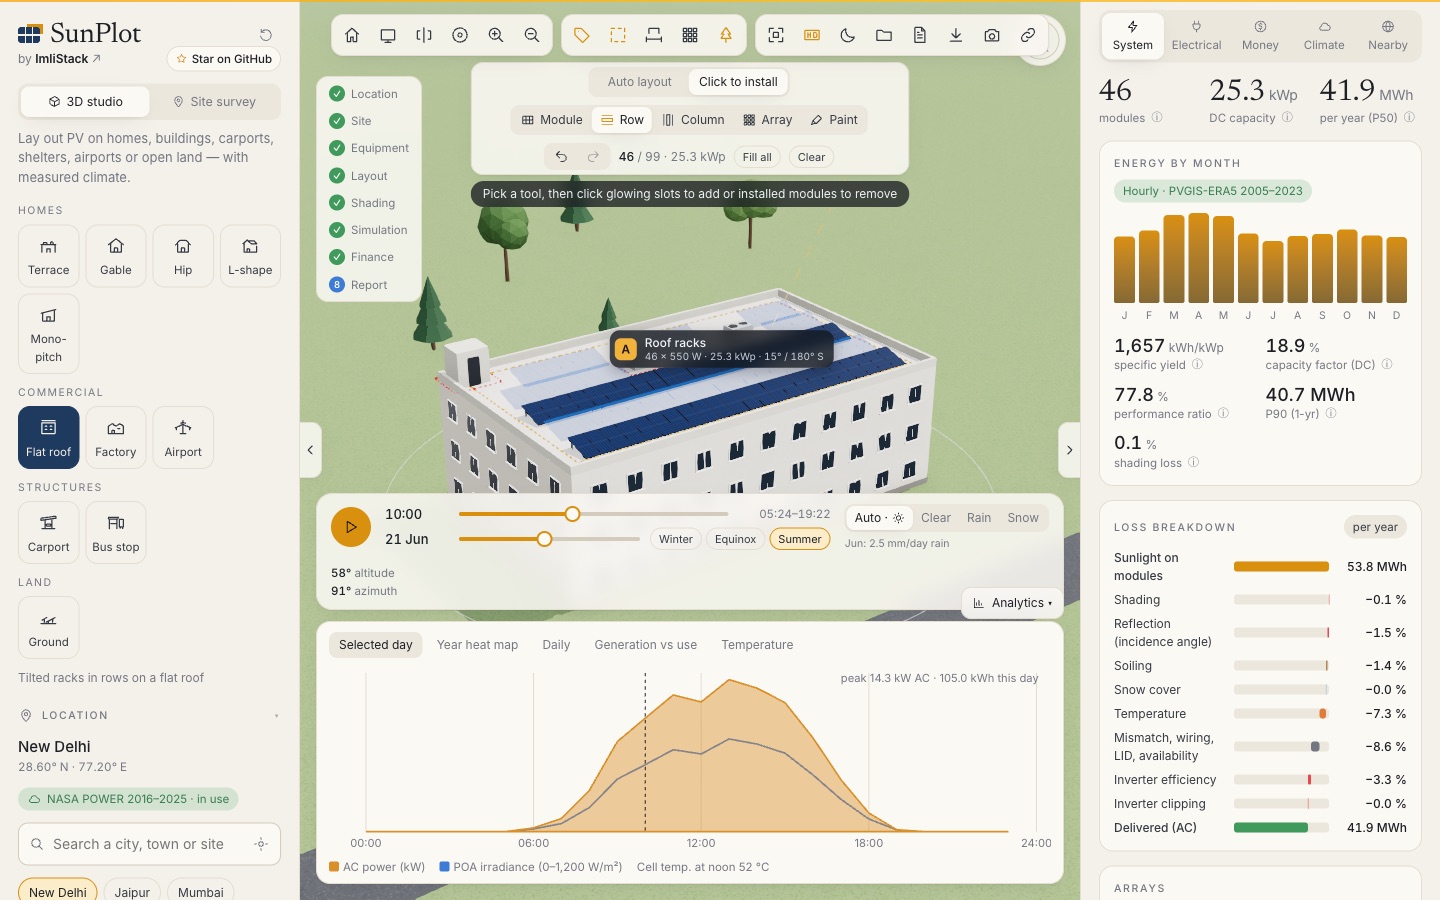 SunPlot
by ImliStack ↗
Star on GitHub
3D studio
Site survey
Lay out PV on homes, buildings, carports,
shelters, airports or open land — with
measured climate.
HOMES
Terrace
Gable
Hip
L-shape
Mono-
pitch
COMMERCIAL
Flat roof
Factory
Airport
STRUCTURES
Carport
Bus stop
LAND
Ground
Tilted racks in rows on a flat roof
LOCATION
New Delhi
28.60° N · 77.20° E
NASA POWER 2016–2025 · in use
Search a city, town or site
New Delhi
Jaipur
Mumbai
HD
Location
Site
Equipment
Layout
Shading
Simulation
Finance
8 Report
Auto layout
Click to install
Module
Row
Column
Array
Paint
46 / 99 · 25.3 kWp
Fill all
Clear
Pick a tool, then click glowing slots to add or installed modules to remove
A
Roof racks
46 × 550 W · 25.3 kWp · 15° / 180° S
10:00
05:24–19:22
21 Jun
Winter
Equinox
Summer
58° altitude
91° azimuth
Auto ·
Clear
Rain
Snow
Jun: 2.5 mm/day rain
Analytics
Selected day
Year heat map
Daily
Generation vs use
Temperature
peak 14.3 kW AC · 105.0 kWh this day
00:00
06:00
12:00
18:00
24:00
AC power (kW)
POA irradiance (0–1,200 W/m²)
Cell temp. at noon 52 °C
System
Electrical
Money
Climate
Nearby
46
modules
25.3 kWp
DC capacity
41.9 MWh
per year (P50)
ENERGY BY MONTH
Hourly · PVGIS-ERA5 2005–2023
J F M A M J J A S O N D
1,657 kWh/kWp
specific yield
18.9 %
capacity factor (DC)
77.8 %
performance ratio
40.7 MWh
P90 (1-yr)
0.1 %
shading loss
LOSS BREAKDOWN
per year
Sunlight on
modules
53.8 MWh
Shading
−0.1 %
Reflection
(incidence angle)
−1.5 %
Soiling
−1.4 %
Snow cover
−0.0 %
Temperature
−7.3 %
Mismatch, wiring,
LID, availability
−8.6 %
Inverter efficiency
−3.3 %
Inverter clipping
−0.0 %
Delivered (AC)
41.9 MWh
ARRAYS